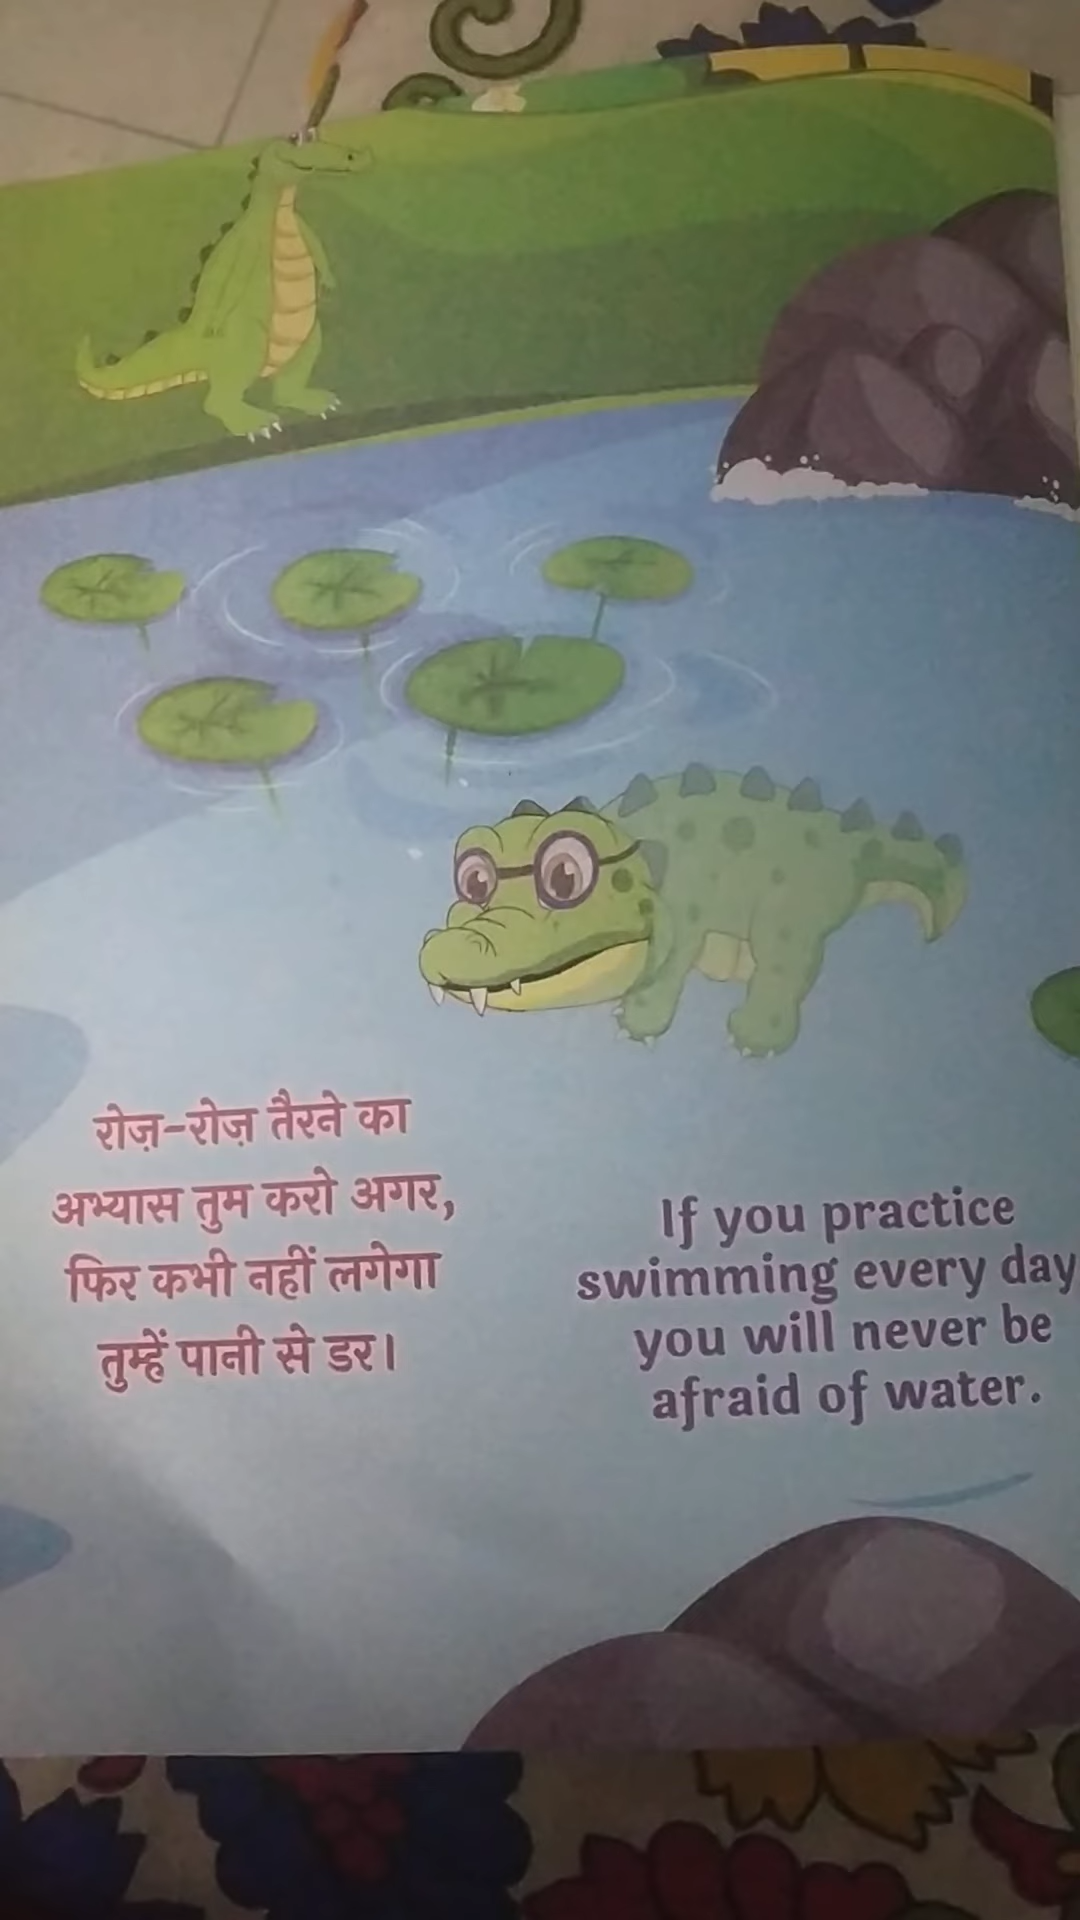 रोज़-रोज़ तैरने का
अभ्यास तुम करो अगर,
फिर कभी नहीं लगेगा
तुम्हें पानी से डर।
If you practice
swimming every day
you will never be
afraid of water.